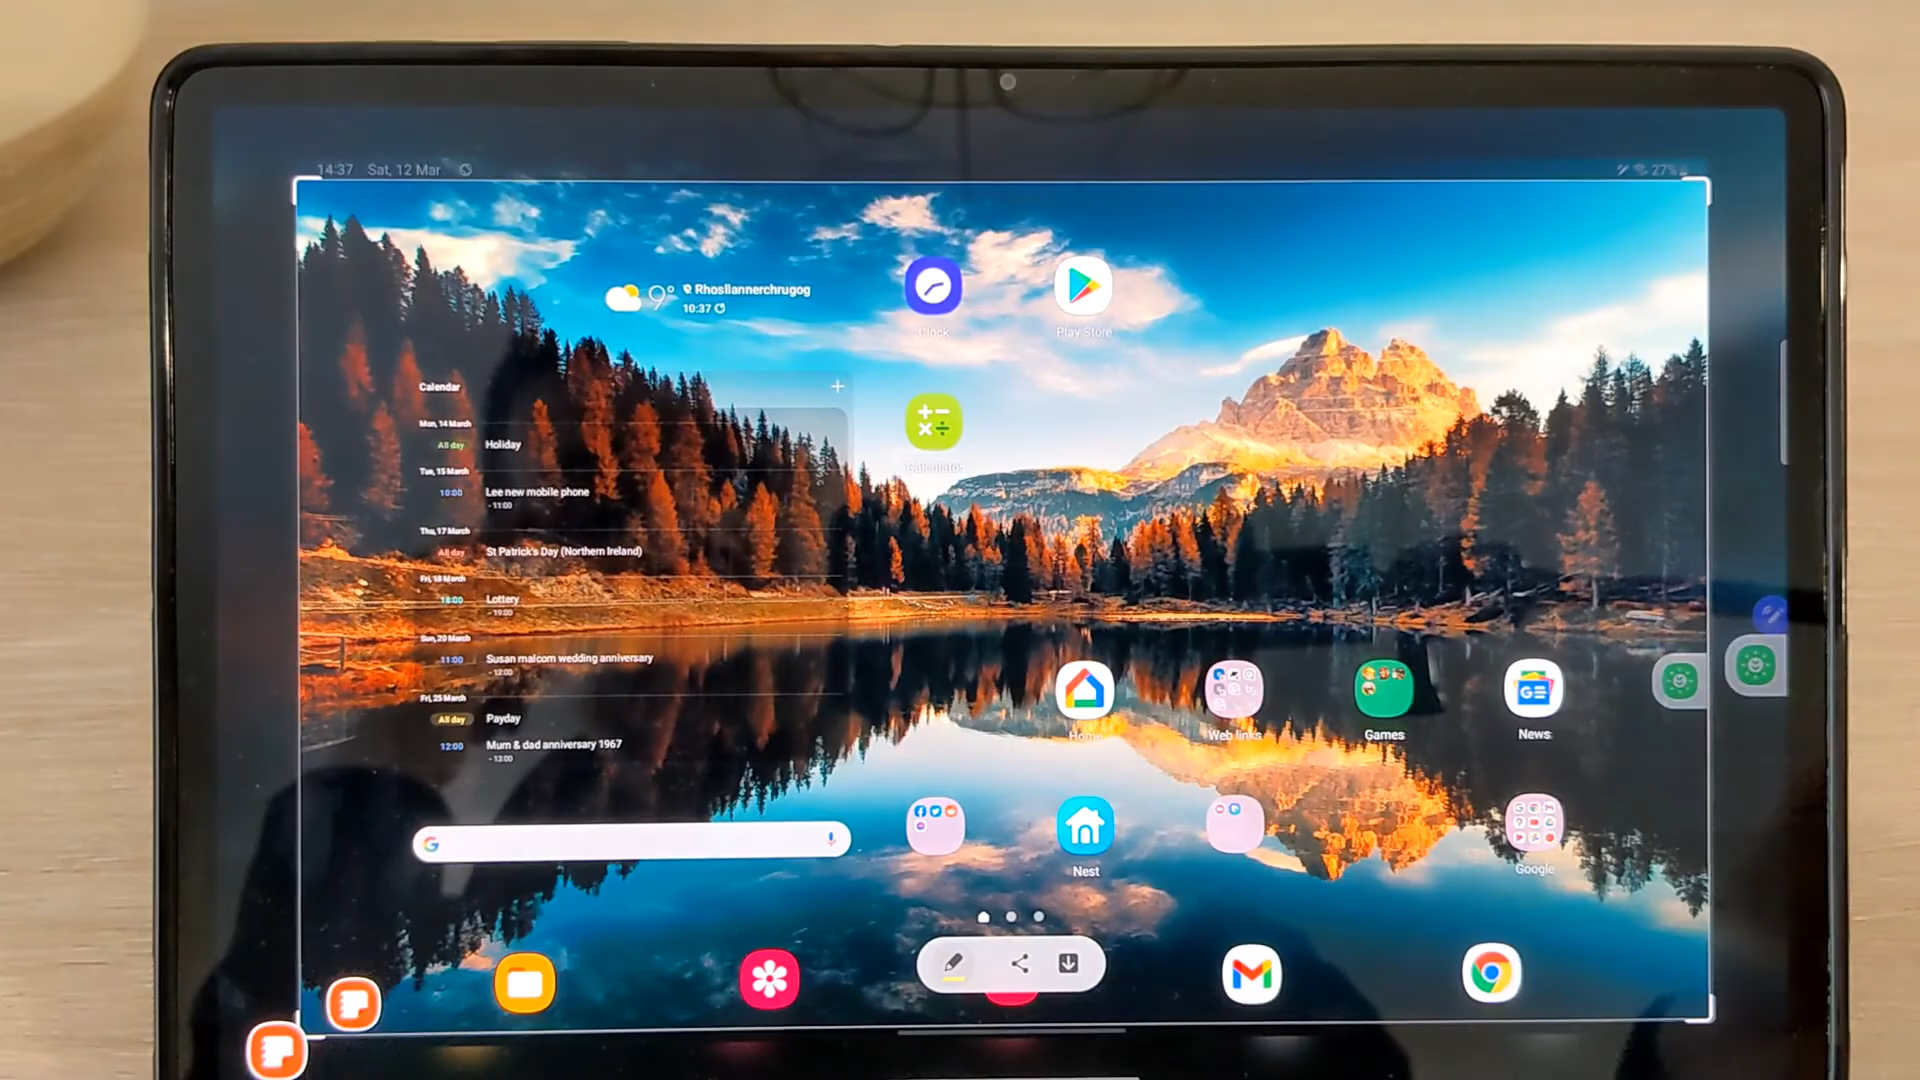 14:37 Sat, 12 Mar
27%
9° Rhosllannerchrugog
10:37
Clock
Play Store
Calendar
+
Mon, 14 March
All day Holiday
Tue, 15 March
10:00 Lee new mobile phone
- 11:00
Thu, 17 March
All day St Patrick's Day (Northern Ireland)
Fri, 18 March
18:00 Lottery
- 19:00
Sun, 20 March
11:00 Susan malcom wedding anniversary
- 12:00
Fri, 25 March
All day Payday
12:00 Mum & dad anniversary 1967
- 13:00
Calculator
Home
Web links
Games
GE
News
G
Nest
Google